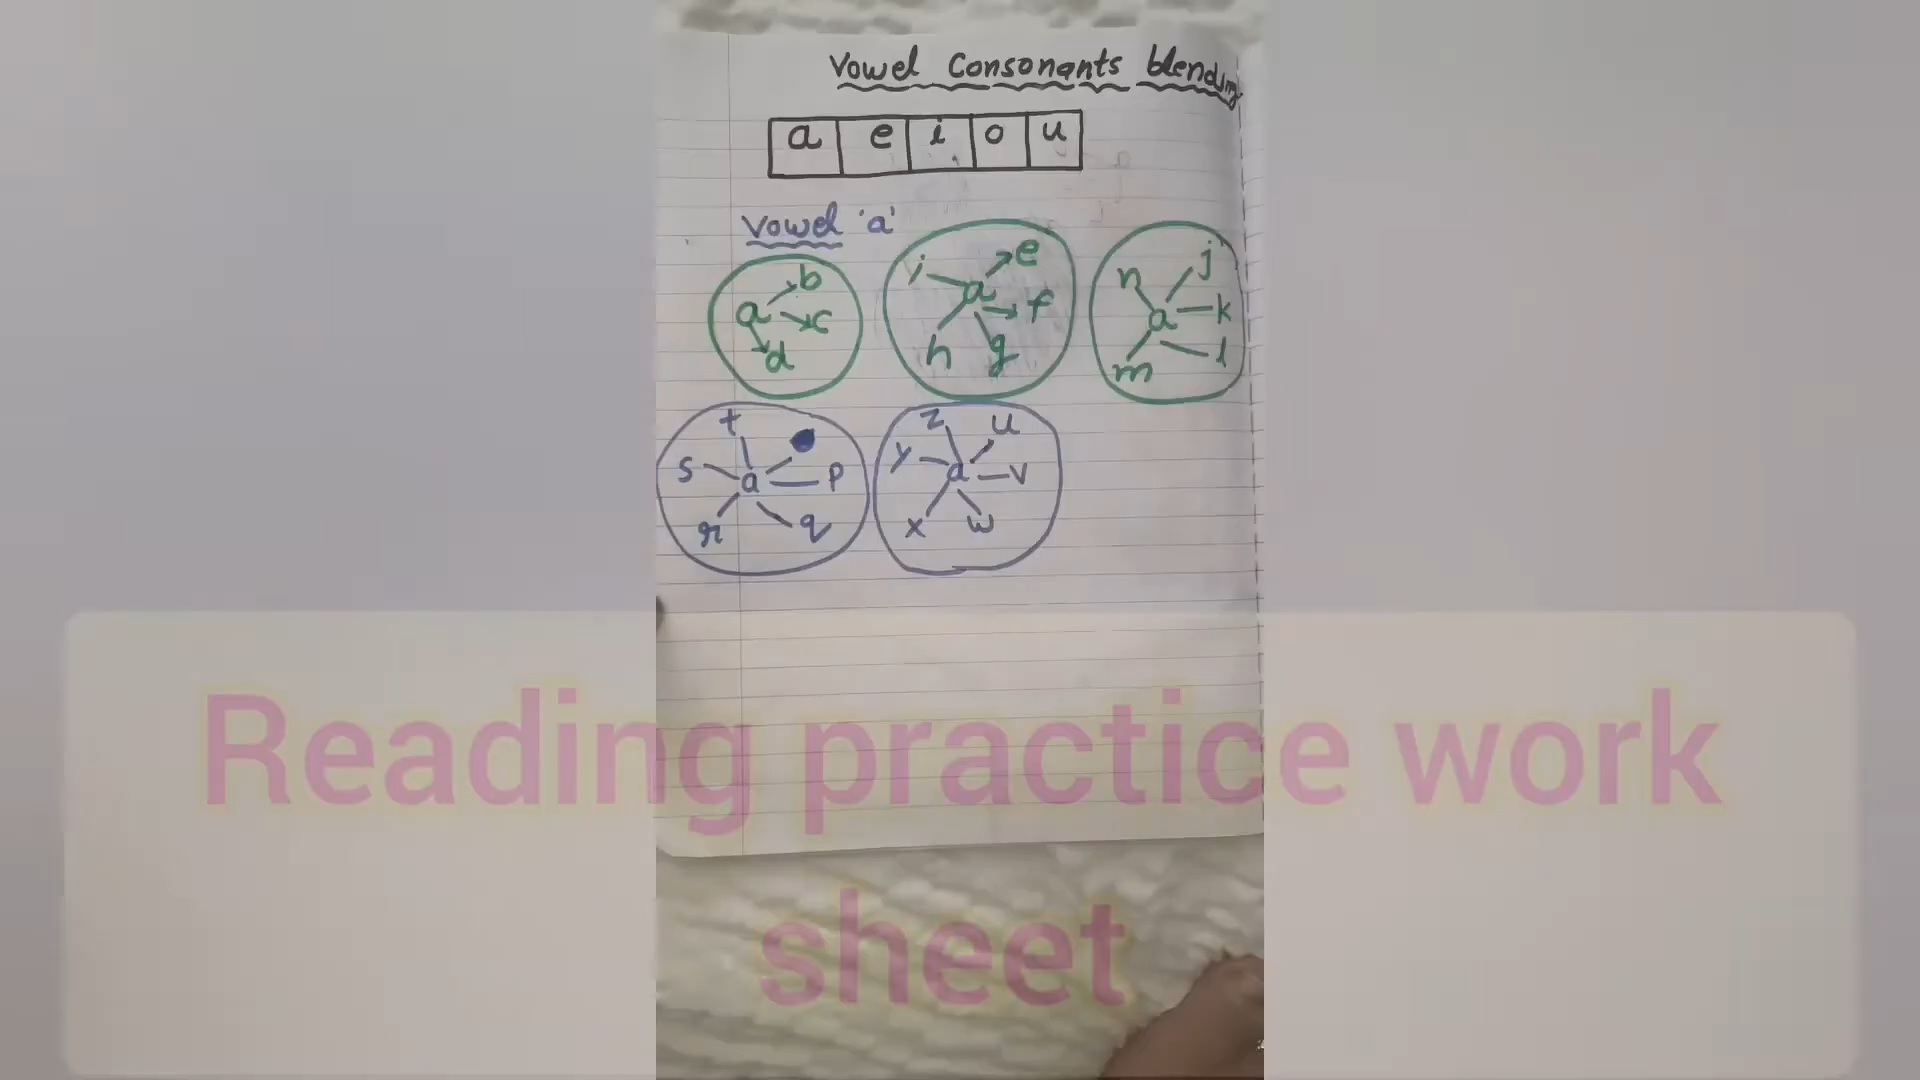 Vowel Consonants blending
a e i o u
Vowel 'a'
a b c d
a e f g h i
a j k l m n
a p q r s t
a u v w x y z
Reading practice work
sheet